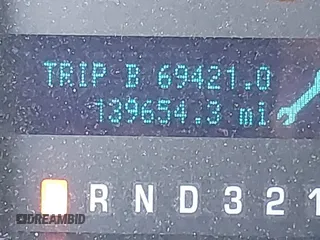 TRIP B 69421.0
139654.3 mi
R N D 3 2 1
DREAMBID